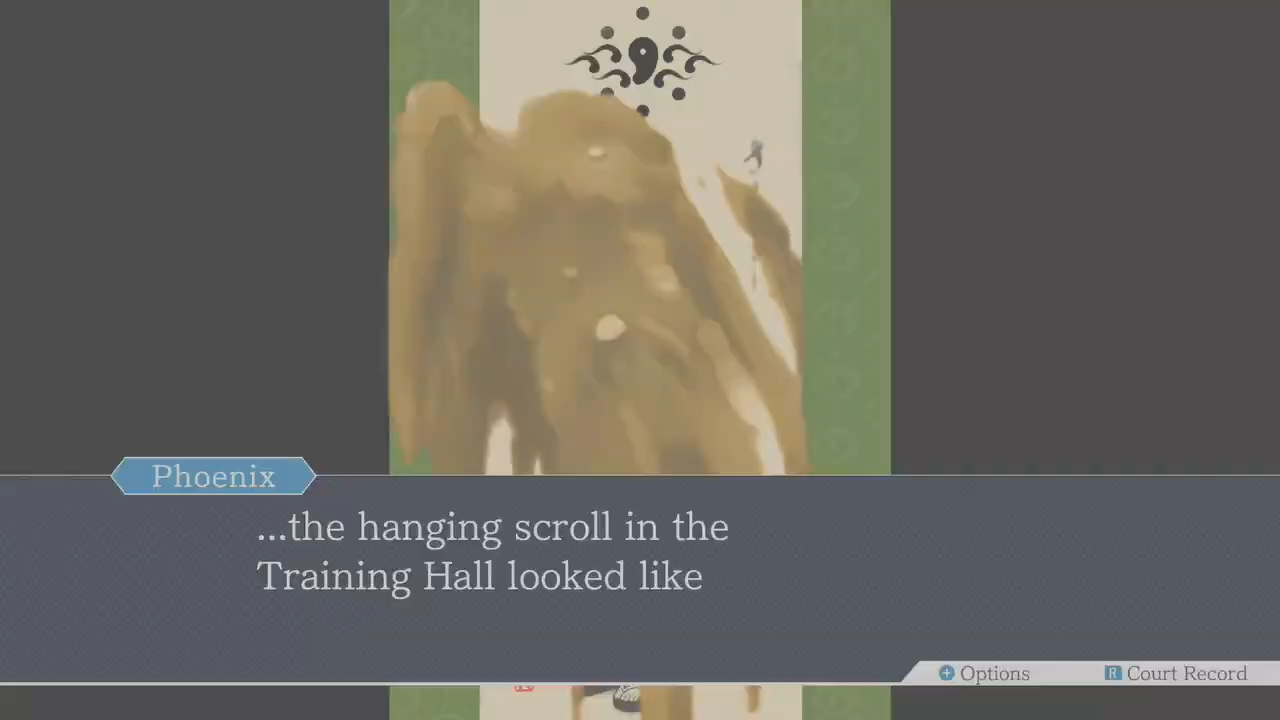 Phoenix
...the hanging scroll in the
Training Hall looked like
Options
R Court Record